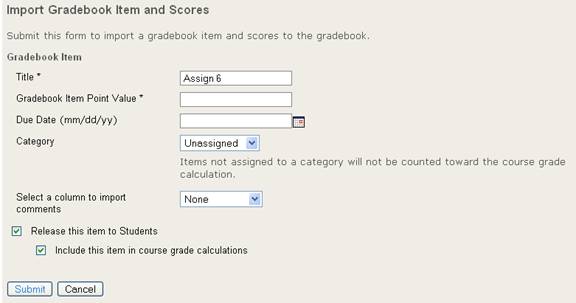 Import Gradebook Item and Scores
Submit this form to import a gradebook item and scores to the gradebook.
Gradebook Item
Title * Assign 6
Gradebook Item Point Value *
Due Date (mm/dd/yy)
Category Unassigned
Items not assigned to a category will not be counted toward the course grade
calculation.
Select a column to import
comments
None
Release this item to Students
Include this item in course grade calculations
Submit Cancel